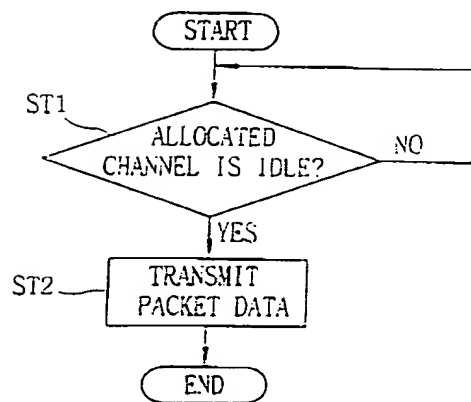 START
ST1
ALLOCATED
CHANNEL IS IDLE?
NO
YES
ST2
TRANSMIT
PACKET DATA
END